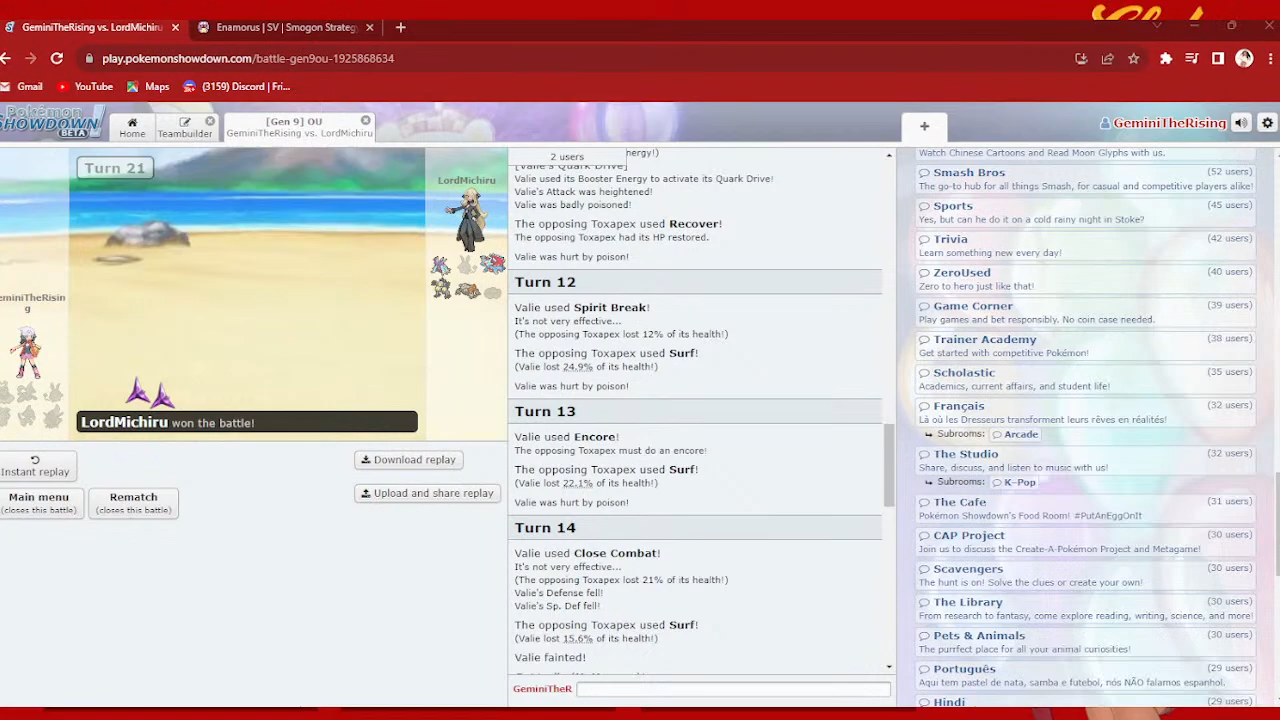 GeminiTheRising vs. LordMichiru
Enamorus | SV | Smogon Strategy
play.pokemonshowdown.com/battle-gen9ou-1925868634
Gmail
YouTube
Maps
(3159) Discord | Fri...
Pokémon
SHOWDOWN
BETA
Home
Teambuilder
[Gen 9] OU
GeminiTheRising vs. LordMichiru
GeminiTheRising
Turn 21
LordMichiru
eminiTheRisin
g
LordMichiru won the battle!
Instant replay
Download replay
Upload and share replay
Main menu
(closes this battle)
Rematch
(closes this battle)
2 users
nergy!)
[Valie's Quark Drive]
Valie used its Booster Energy to activate its Quark Drive!
Valie's Attack was heightened!
Valie was badly poisoned!
The opposing Toxapex used Recover!
The opposing Toxapex had its HP restored.
Valie was hurt by poison!
Turn 12
Valie used Spirit Break!
It's not very effective...
(The opposing Toxapex lost 12% of its health!)
The opposing Toxapex used Surf!
(Valie lost 24.9% of its health!)
Valie was hurt by poison!
Turn 13
Valie used Encore!
The opposing Toxapex must do an encore!
The opposing Toxapex used Surf!
(Valie lost 22.1% of its health!)
Valie was hurt by poison!
Turn 14
Valie used Close Combat!
It's not very effective...
(The opposing Toxapex lost 21% of its health!)
Valie's Defense fell!
Valie's Sp. Def fell!
The opposing Toxapex used Surf!
(Valie lost 15.6% of its health!)
Valie fainted!
GeminiTheR
Watch Chinese Cartoons and Read Moon Glyphs with us.
Smash Bros (52 users)
The go-to hub for all things Smash, for casual and competitive players alike!
Sports (45 users)
Yes, but can he do it on a cold rainy night in Stoke?
Trivia (42 users)
Learn something new every day!
ZeroUsed (40 users)
Zero to hero just like that!
Game Corner (39 users)
Play games and bet responsibly. No coin case needed.
Trainer Academy (38 users)
Get started with competitive Pokémon!
Scholastic (35 users)
Academics, current affairs, and student life!
Français (32 users)
Là où les Dresseurs transforment leurs rêves en réalités!
Subrooms: Arcade
The Studio (32 users)
Share, discuss, and listen to music with us!
Subrooms: K-Pop
The Cafe (31 users)
Pokémon Showdown's Food Room! #PutAnEggOnIt
CAP Project (30 users)
Join us to discuss the Create-A-Pokémon Project and Metagame!
Scavengers (30 users)
The hunt is on! Solve the clues or create your own!
The Library (30 users)
From research to fantasy, come explore reading, writing, science, and more!
Pets & Animals (30 users)
The purrfect place for all your animal curiosities!
Português (29 users)
Aqui tem pastel de nata, samba e futebol, nós NÃO falamos espanhol.
Hindi (29 users)